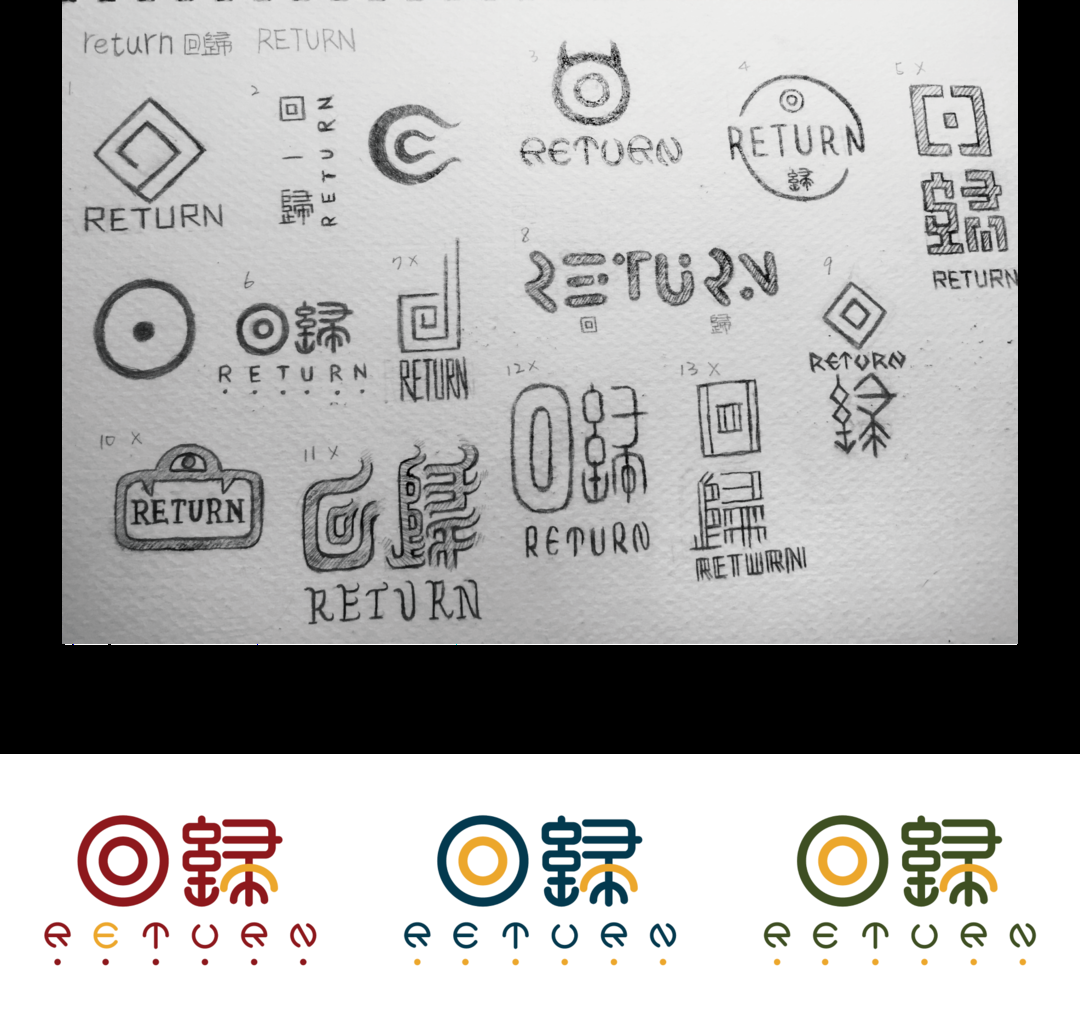 return 回歸 RETURN
1
RETURN
2
回
歸
RETURN
3
RETURN
4
RETURN
歸
5 X
回
歸
RETURN
6
回歸
RETURN
7 X
RETURN
8
RETURN
回 歸
9
RETURN
歸
10 X
RETURN
11 X
回歸
RETURN
12 X
回歸
RETURN
13 X
回
歸
RETURN
回歸
RETURN
回歸
RETURN
回歸
RETURN